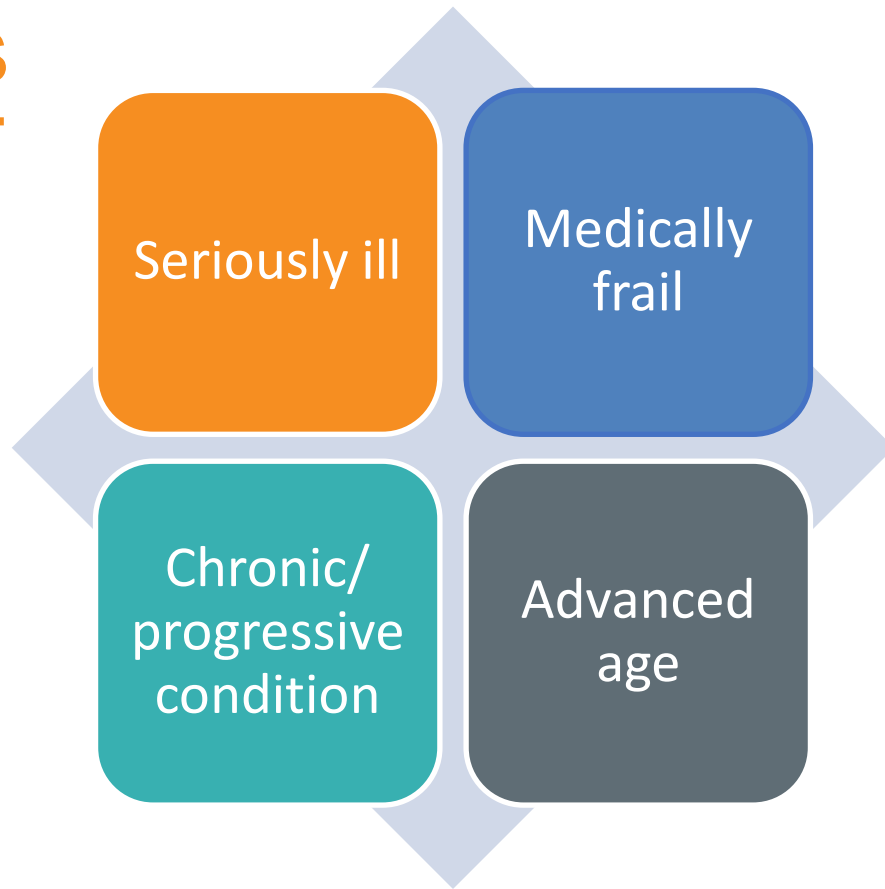 Seriously ill
Medically
frail
Chronic/
progressive
condition
Advanced
age